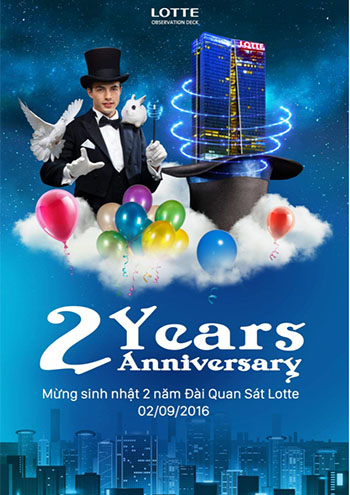 LOTTE
OBSERVATION DECK
LOTTE
2 Years
Anniversary
Mừng sinh nhật 2 năm Đài Quan Sát Lotte
02/09/2016